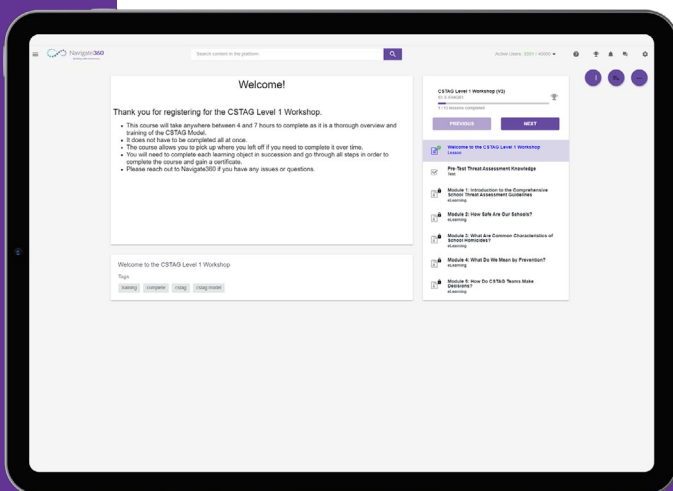 Navigate360
Search content in the platform
Welcome!
Thank you for registering for the CSTAG Level 1 Workshop.
• This course will take anywhere between 4 and 7 hours to complete as it is a thorough overview and
training of the CSTAG Model.
• It does not have to be completed all at once.
• The course allows you to pick up where you left off if you need to complete it over time.
• You will need to complete each learning object in succession and go through all steps in order to
complete the course and gain a certificate.
• Please reach out to Navigate360 if you have any issues or questions.
Welcome to the CSTAG Level 1 Workshop
Tags
training
complete
cstag
cstag model
CSTAG Level 1 Workshop (V2)
PREVIOUS
NEXT
Welcome to the CSTAG Level 1 Workshop
Lesson
Pre-Test Threat Assessment Knowledge
Test
Module 1: Introduction to the Comprehensive
School Threat Assessment Guidelines
eLearning
Module 2: How Safe Are Our Schools?
eLearning
Module 3: What Are Common Characteristics of
School Homicides?
eLearning
Module 4: What Do We Mean by Prevention?
eLearning
Module 5: How Do CSTAG Teams Make
Decisions?
eLearning